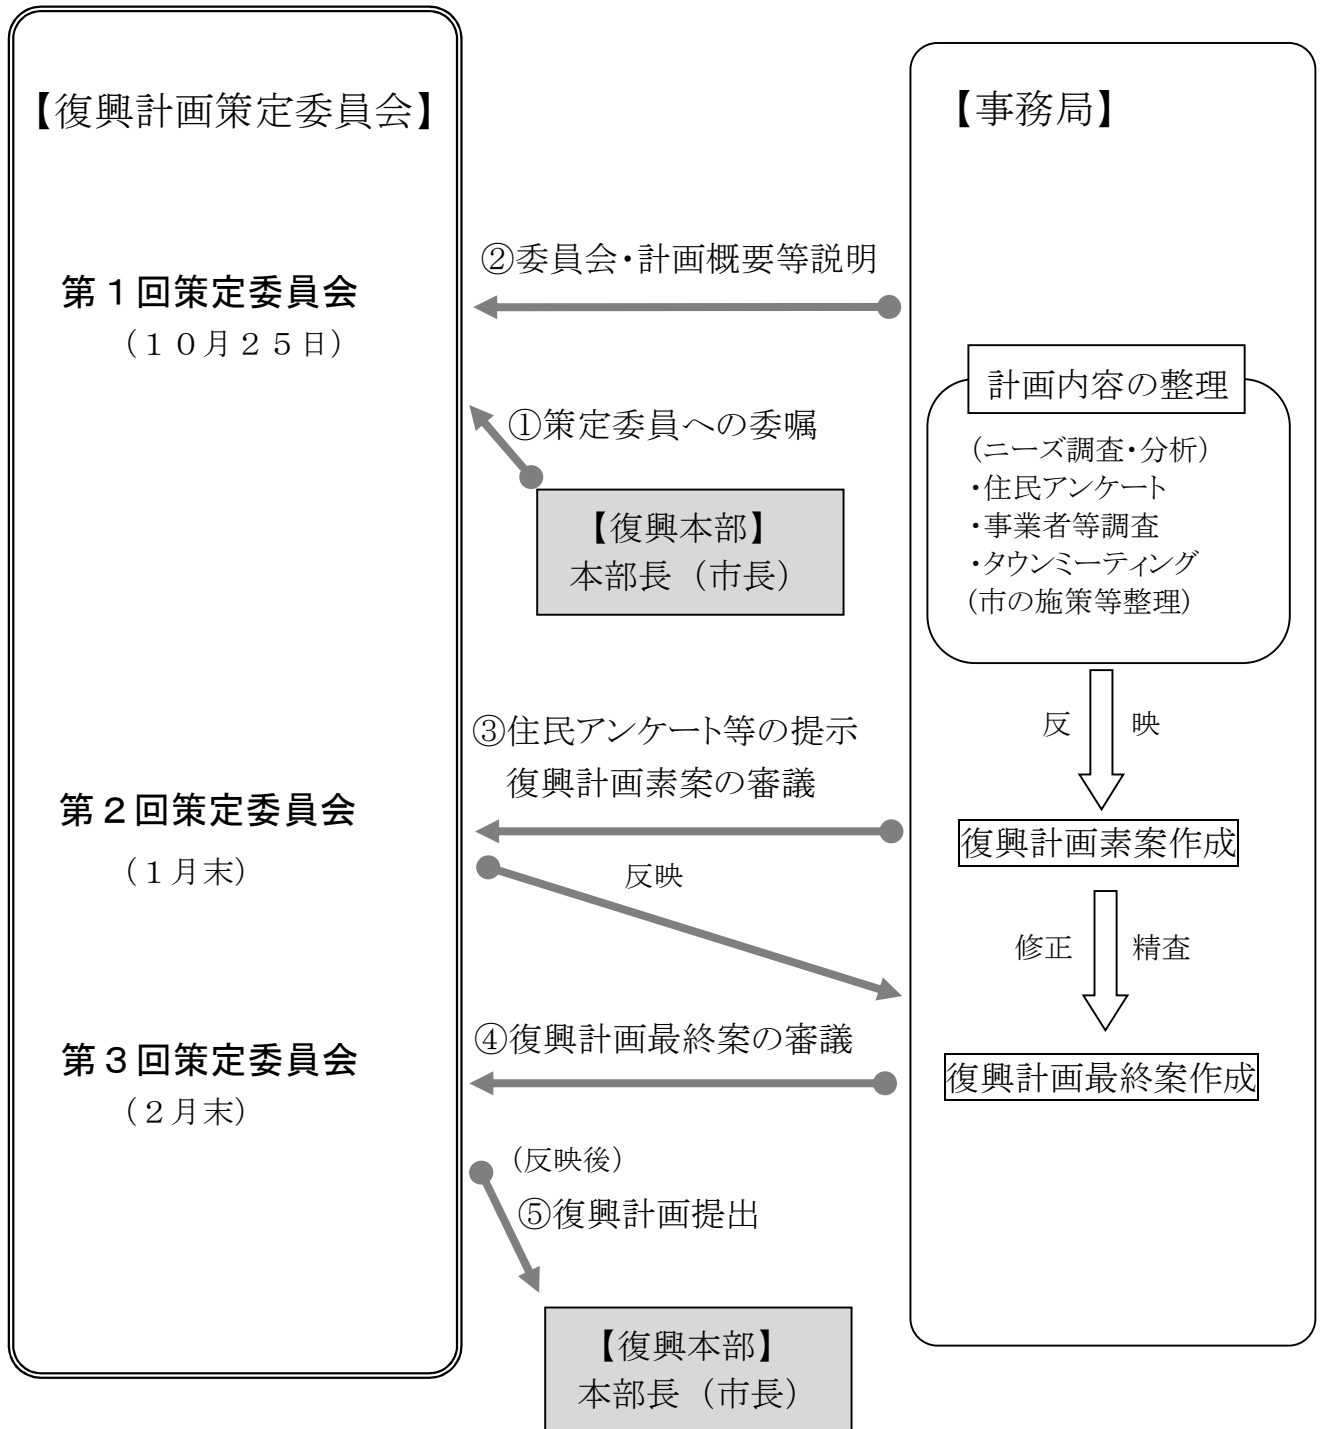 【復興計画策定委員会】
【事務局】
②委員会・計画概要等説明
第１回策定委員会
（１０月２５日）
①策定委員への委嘱
【復興本部】
本部長（市長）
計画内容の整理
（ニーズ調査・分析）
・住民アンケート
・事業者等調査
・タウンミーティング
（市の施策等整理）
反　映
③住民アンケート等の提示
復興計画素案の審議
第２回策定委員会
（１月末）
復興計画素案作成
反映
修正　精査
④復興計画最終案の審議
第３回策定委員会
（２月末）
復興計画最終案作成
（反映後）
⑤復興計画提出
【復興本部】
本部長（市長）